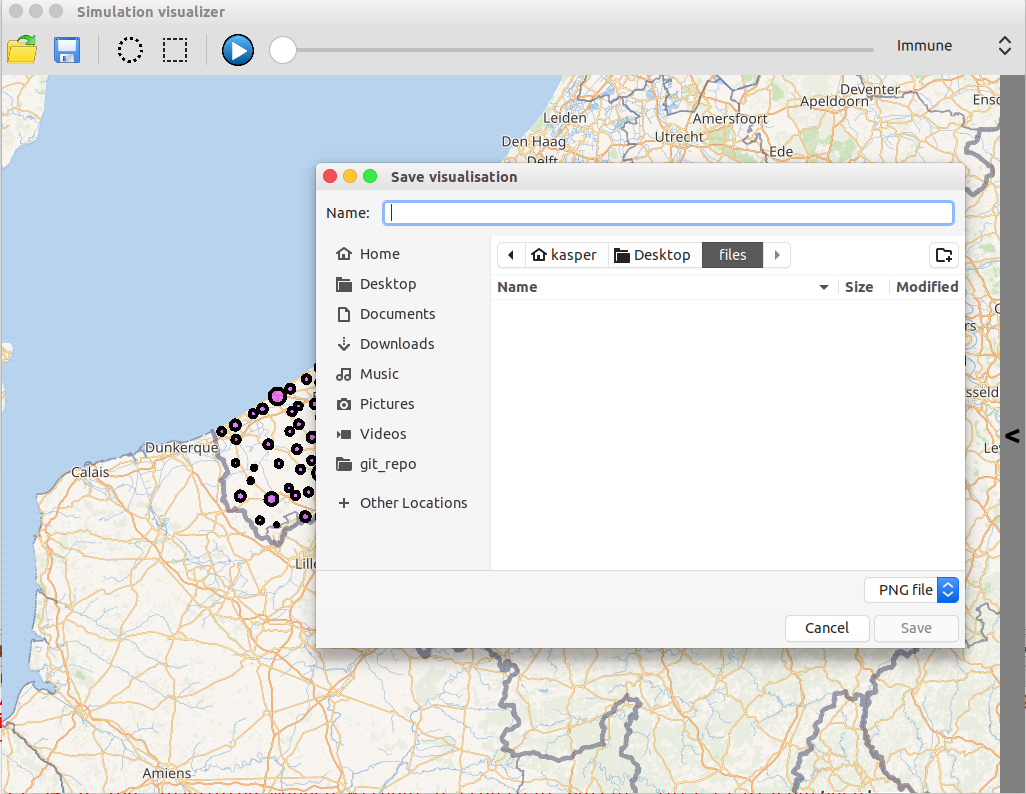 Simulation visualizer
Immune
Deventer
Apeldoorn
Ensc
Leiden
Amersfoort
Utrecht
Den Haag
Ede
Delft
Save visualisation
Name:
Home
kasper
Desktop
files
Desktop
Name
Size
Modified
Documents
Downloads
Music
Pictures
Videos
git_repo
Other Locations
rs
sseld
Le
<
Dunkerque
Calais
Lille
PNG file
Cancel
Save
Amiens